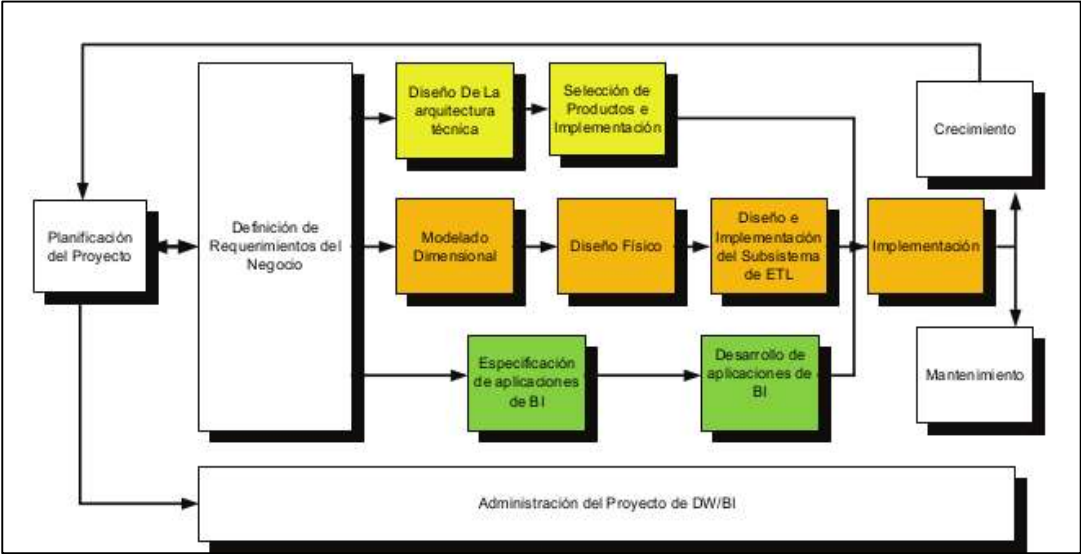 Planificación
del Proyecto
Definición de
Requerimientos del
Negocio
Diseño De La
arquitectura
técnica
Selección de
Productos e
Implementación
Modelado
Dimensional
Diseño Físico
Diseño e
Implementación
del Subsistema
de ETL
Implementación
Especificación
de aplicaciones
de BI
Desarrollo de
aplicaciones de
BI
Crecimiento
Mantenimiento
Administración del Proyecto de DW/BI